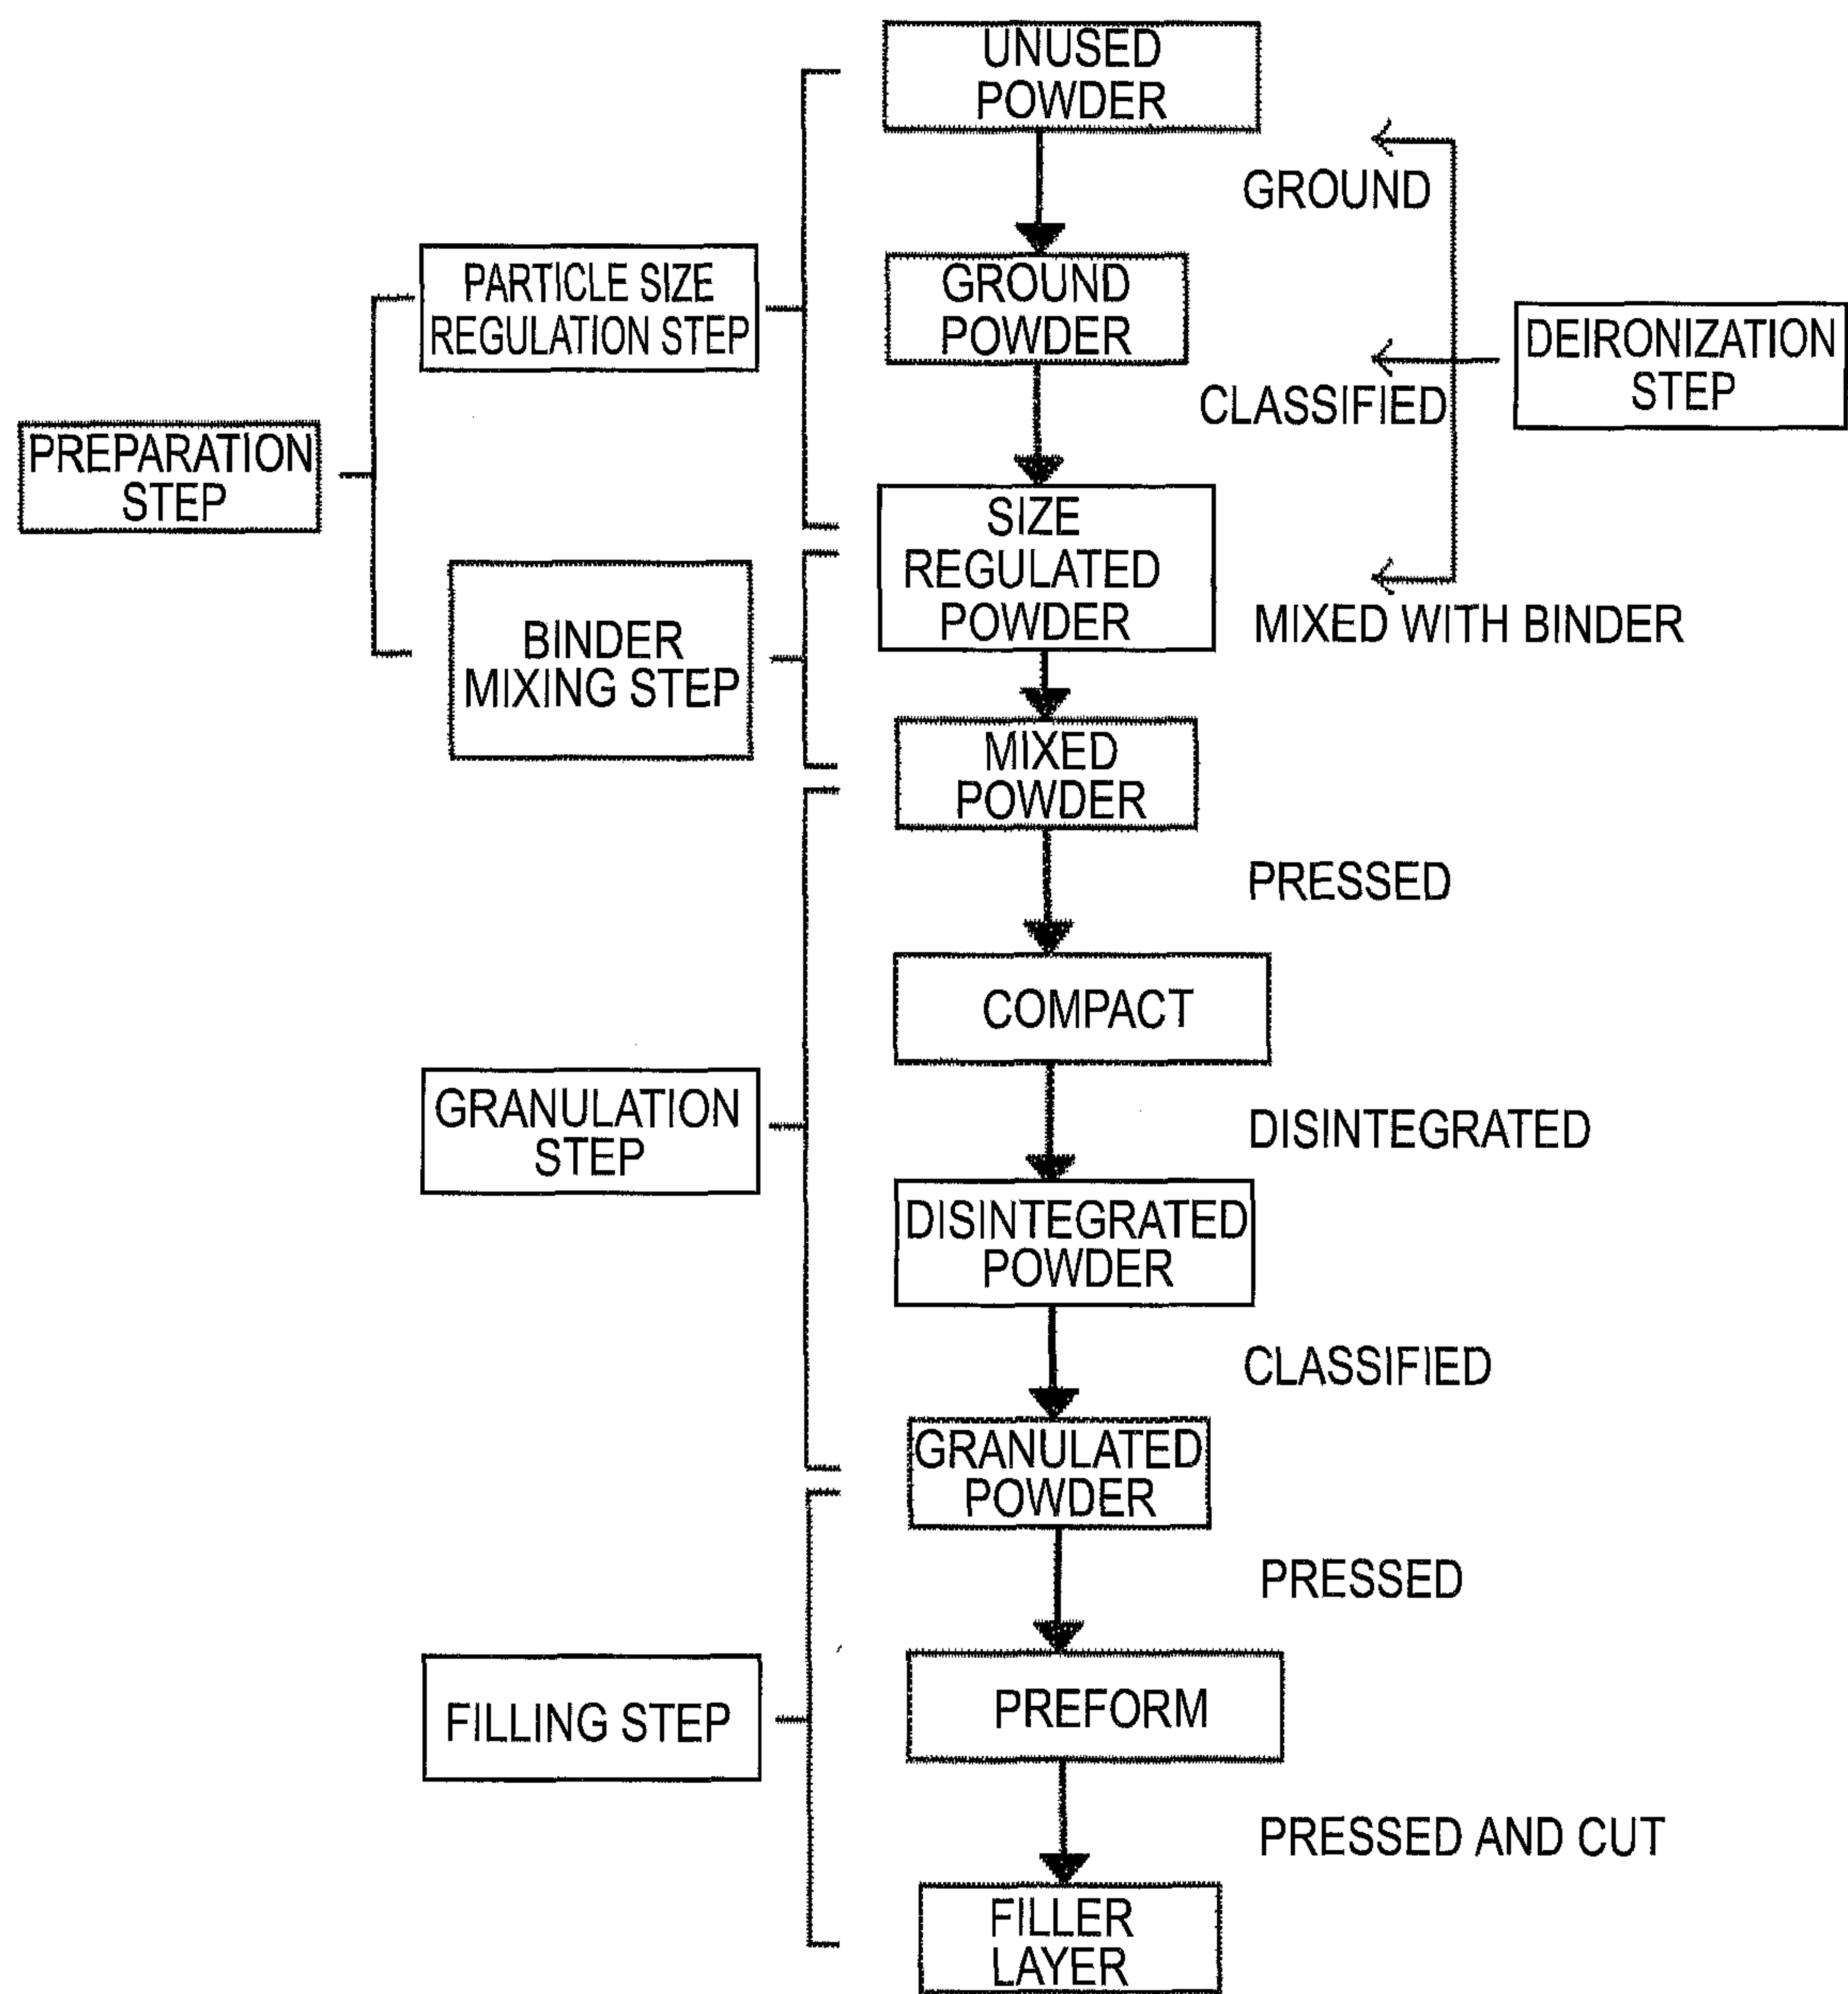 UNUSED
POWDER
GROUND
PARTICLE SIZE
REGULATION STEP
GROUND
POWDER
DEIRONIZATION
STEP
CLASSIFIED
PREPARATION
STEP
SIZE
REGULATED
POWDER
MIXED WITH BINDER
BINDER
MIXING STEP
MIXED
POWDER
PRESSED
COMPACT
GRANULATION
STEP
DISINTEGRATED
DISINTEGRATED
POWDER
CLASSIFIED
GRANULATED
POWDER
PRESSED
FILLING STEP
PREFORM
PRESSED AND CUT
FILLER
LAYER